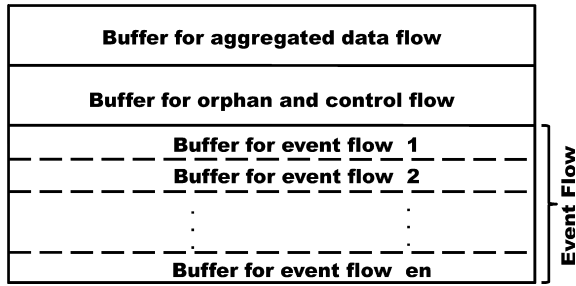 Buffer for aggregated data flow
Buffer for orphan and control flow
Buffer for event flow 1
Buffer for event flow 2
Buffer for event flow en
Event Flow